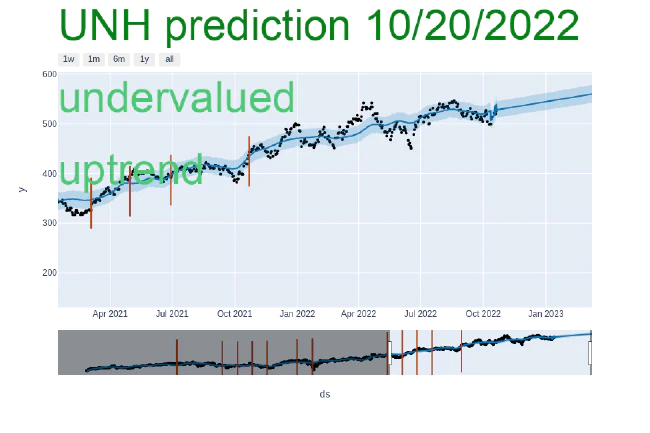 UNH prediction 10/20/2022
1w 1m 6m 1y all
600
undervalued
500
uptrend
400
y
300
200
Apr 2021 Jul 2021 Oct 2021 Jan 2022 Apr 2022 Jul 2022 Oct 2022 Jan 2023
ds